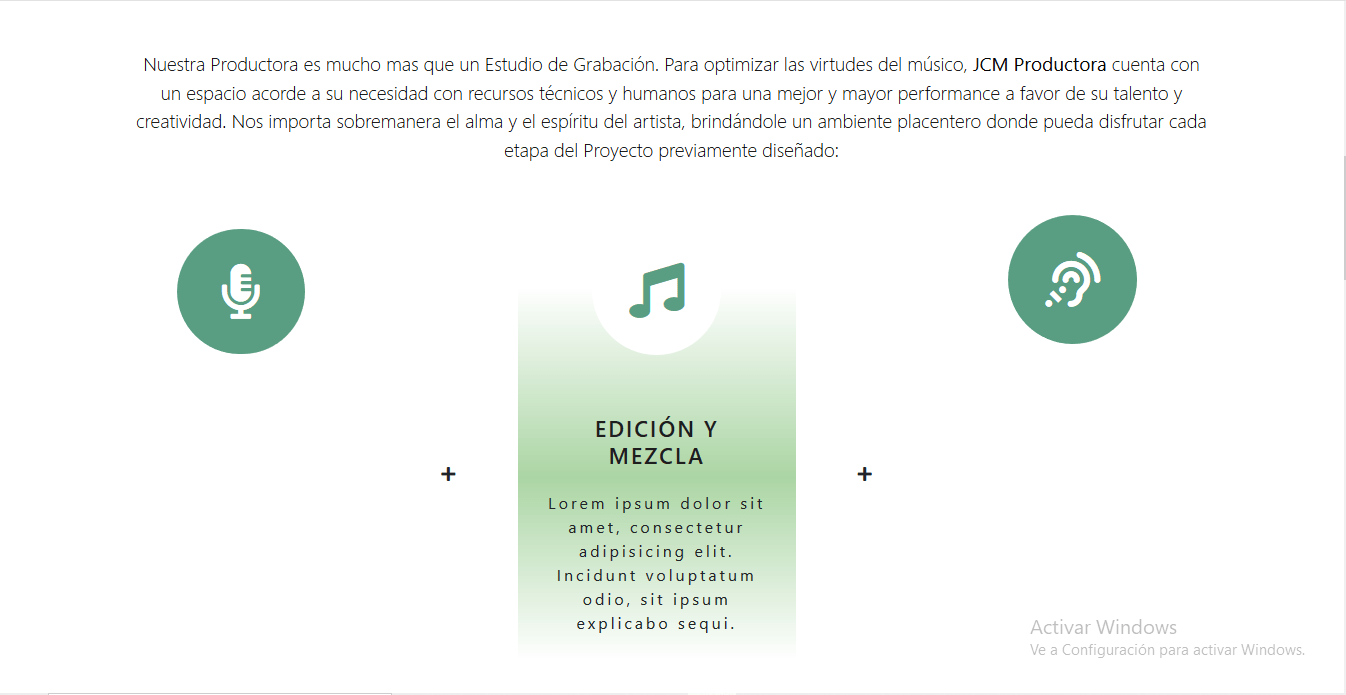 Nuestra Productora es mucho mas que un Estudio de Grabación. Para optimizar las virtudes del músico, JCM Productora cuenta con
un espacio acorde a su necesidad con recursos técnicos y humanos para una mejor y mayor performance a favor de su talento y
creatividad. Nos importa sobremanera el alma y el espíritu del artista, brindándole un ambiente placentero donde pueda disfrutar cada
etapa del Proyecto previamente diseñado:
EDICIÓN Y
MEZCLA
+
+
Lorem ipsum dolor sit
amet, consectetur
adipisicing elit.
Incidunt voluptatum
odio, sit ipsum
explicabo sequi.
Activar Windows
Ve a Configuración para activar Windows.